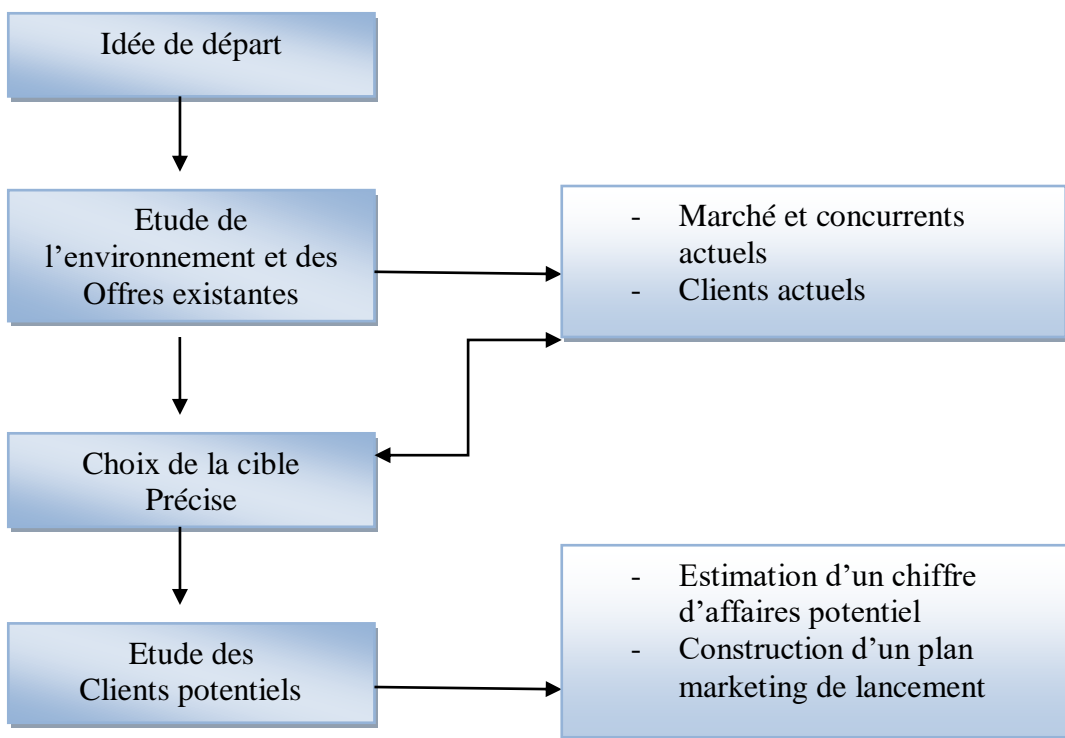 Idée de départ
Etude de
l’environnement et des
Offres existantes
- Marché et concurrents
actuels
- Clients actuels
Choix de la cible
Précise
Etude des
Clients potentiels
- Estimation d’un chiffre
d’affaires potentiel
- Construction d’un plan
marketing de lancement